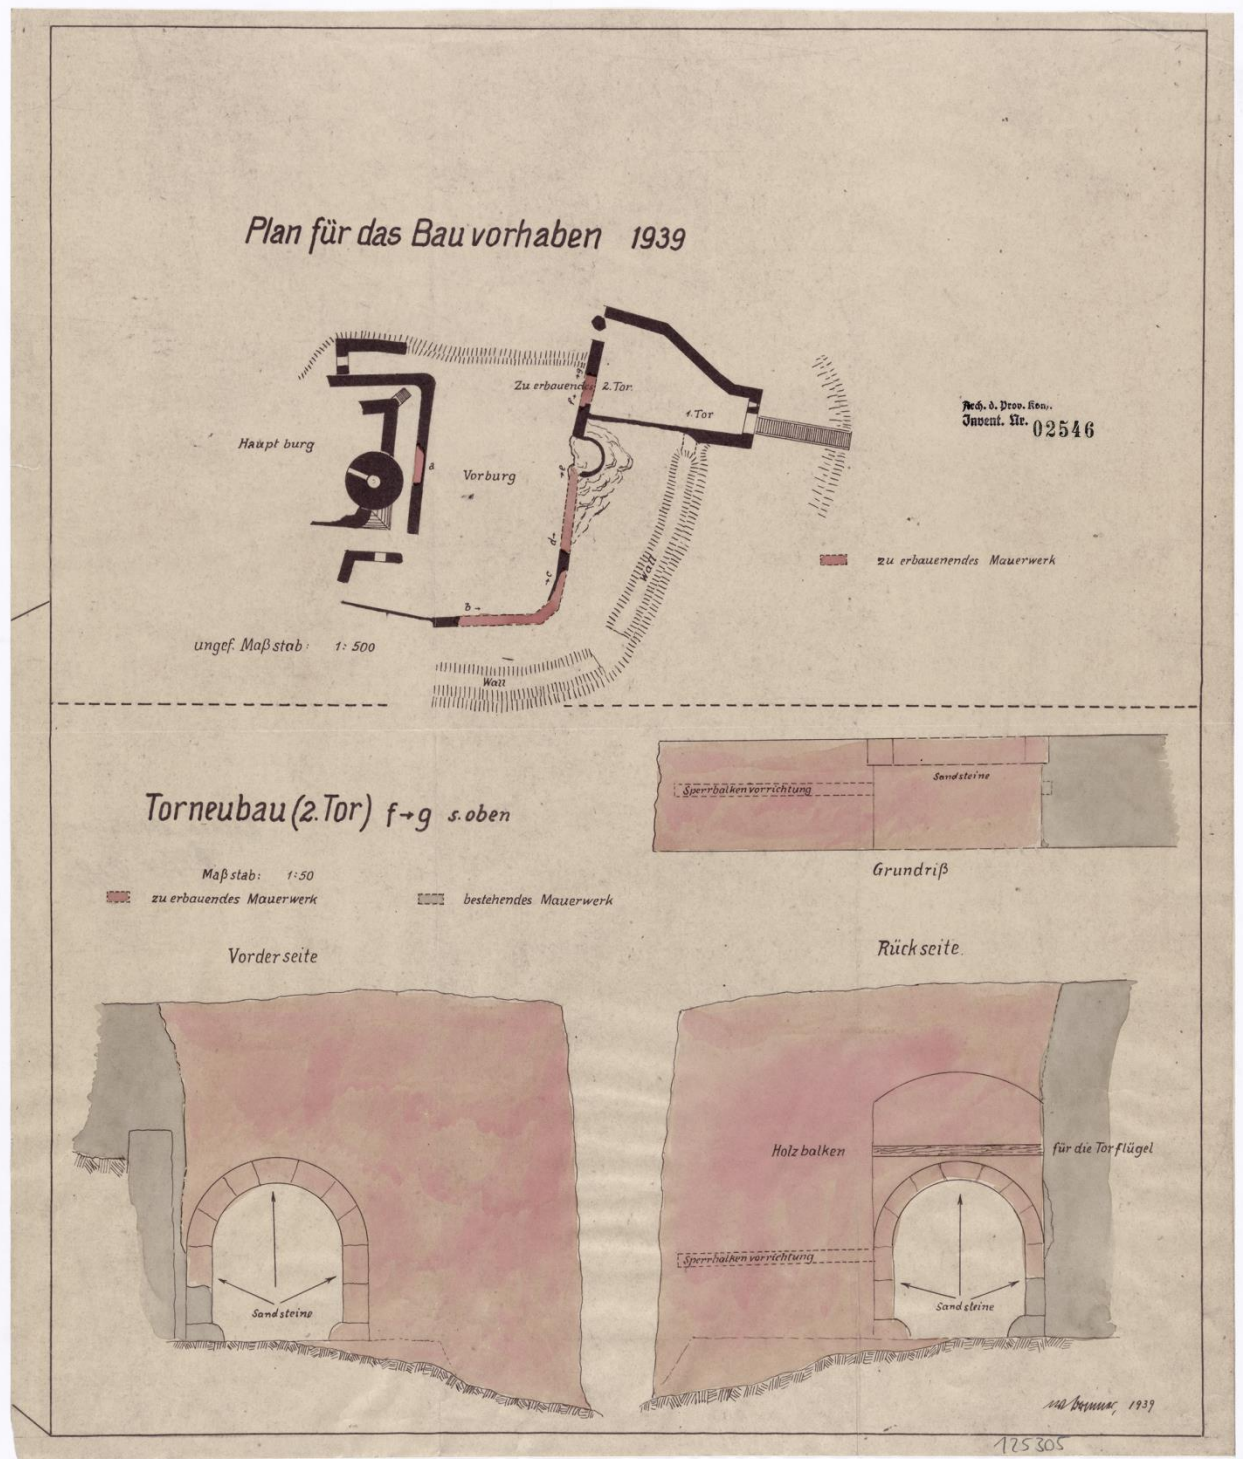 Plan für das Bauvorhaben 1939
Zu erbauendes 2. Tor.
1. Tor
Arch. d. Prov. Kons.
Invent. Nr. 02546
Hauptburg
Vorburg
a
g
f
e
d
c
b
Wall
zu erbauenendes Mauerwerk
ungef. Maßstab: 1:500
Wall
Sandsteine
Sperrbalkenvorrichtung
Torneubau (2. Tor) f→g s. oben
Grundriß
Maßstab: 1:50
zu erbauendes Mauerwerk
bestehendes Mauerwerk
Vorderseite
Rückseite.
Holzbalken
für die Torflügel
Sperrbalkenvorrichtung
Sandsteine
Sandsteine
1939
125305